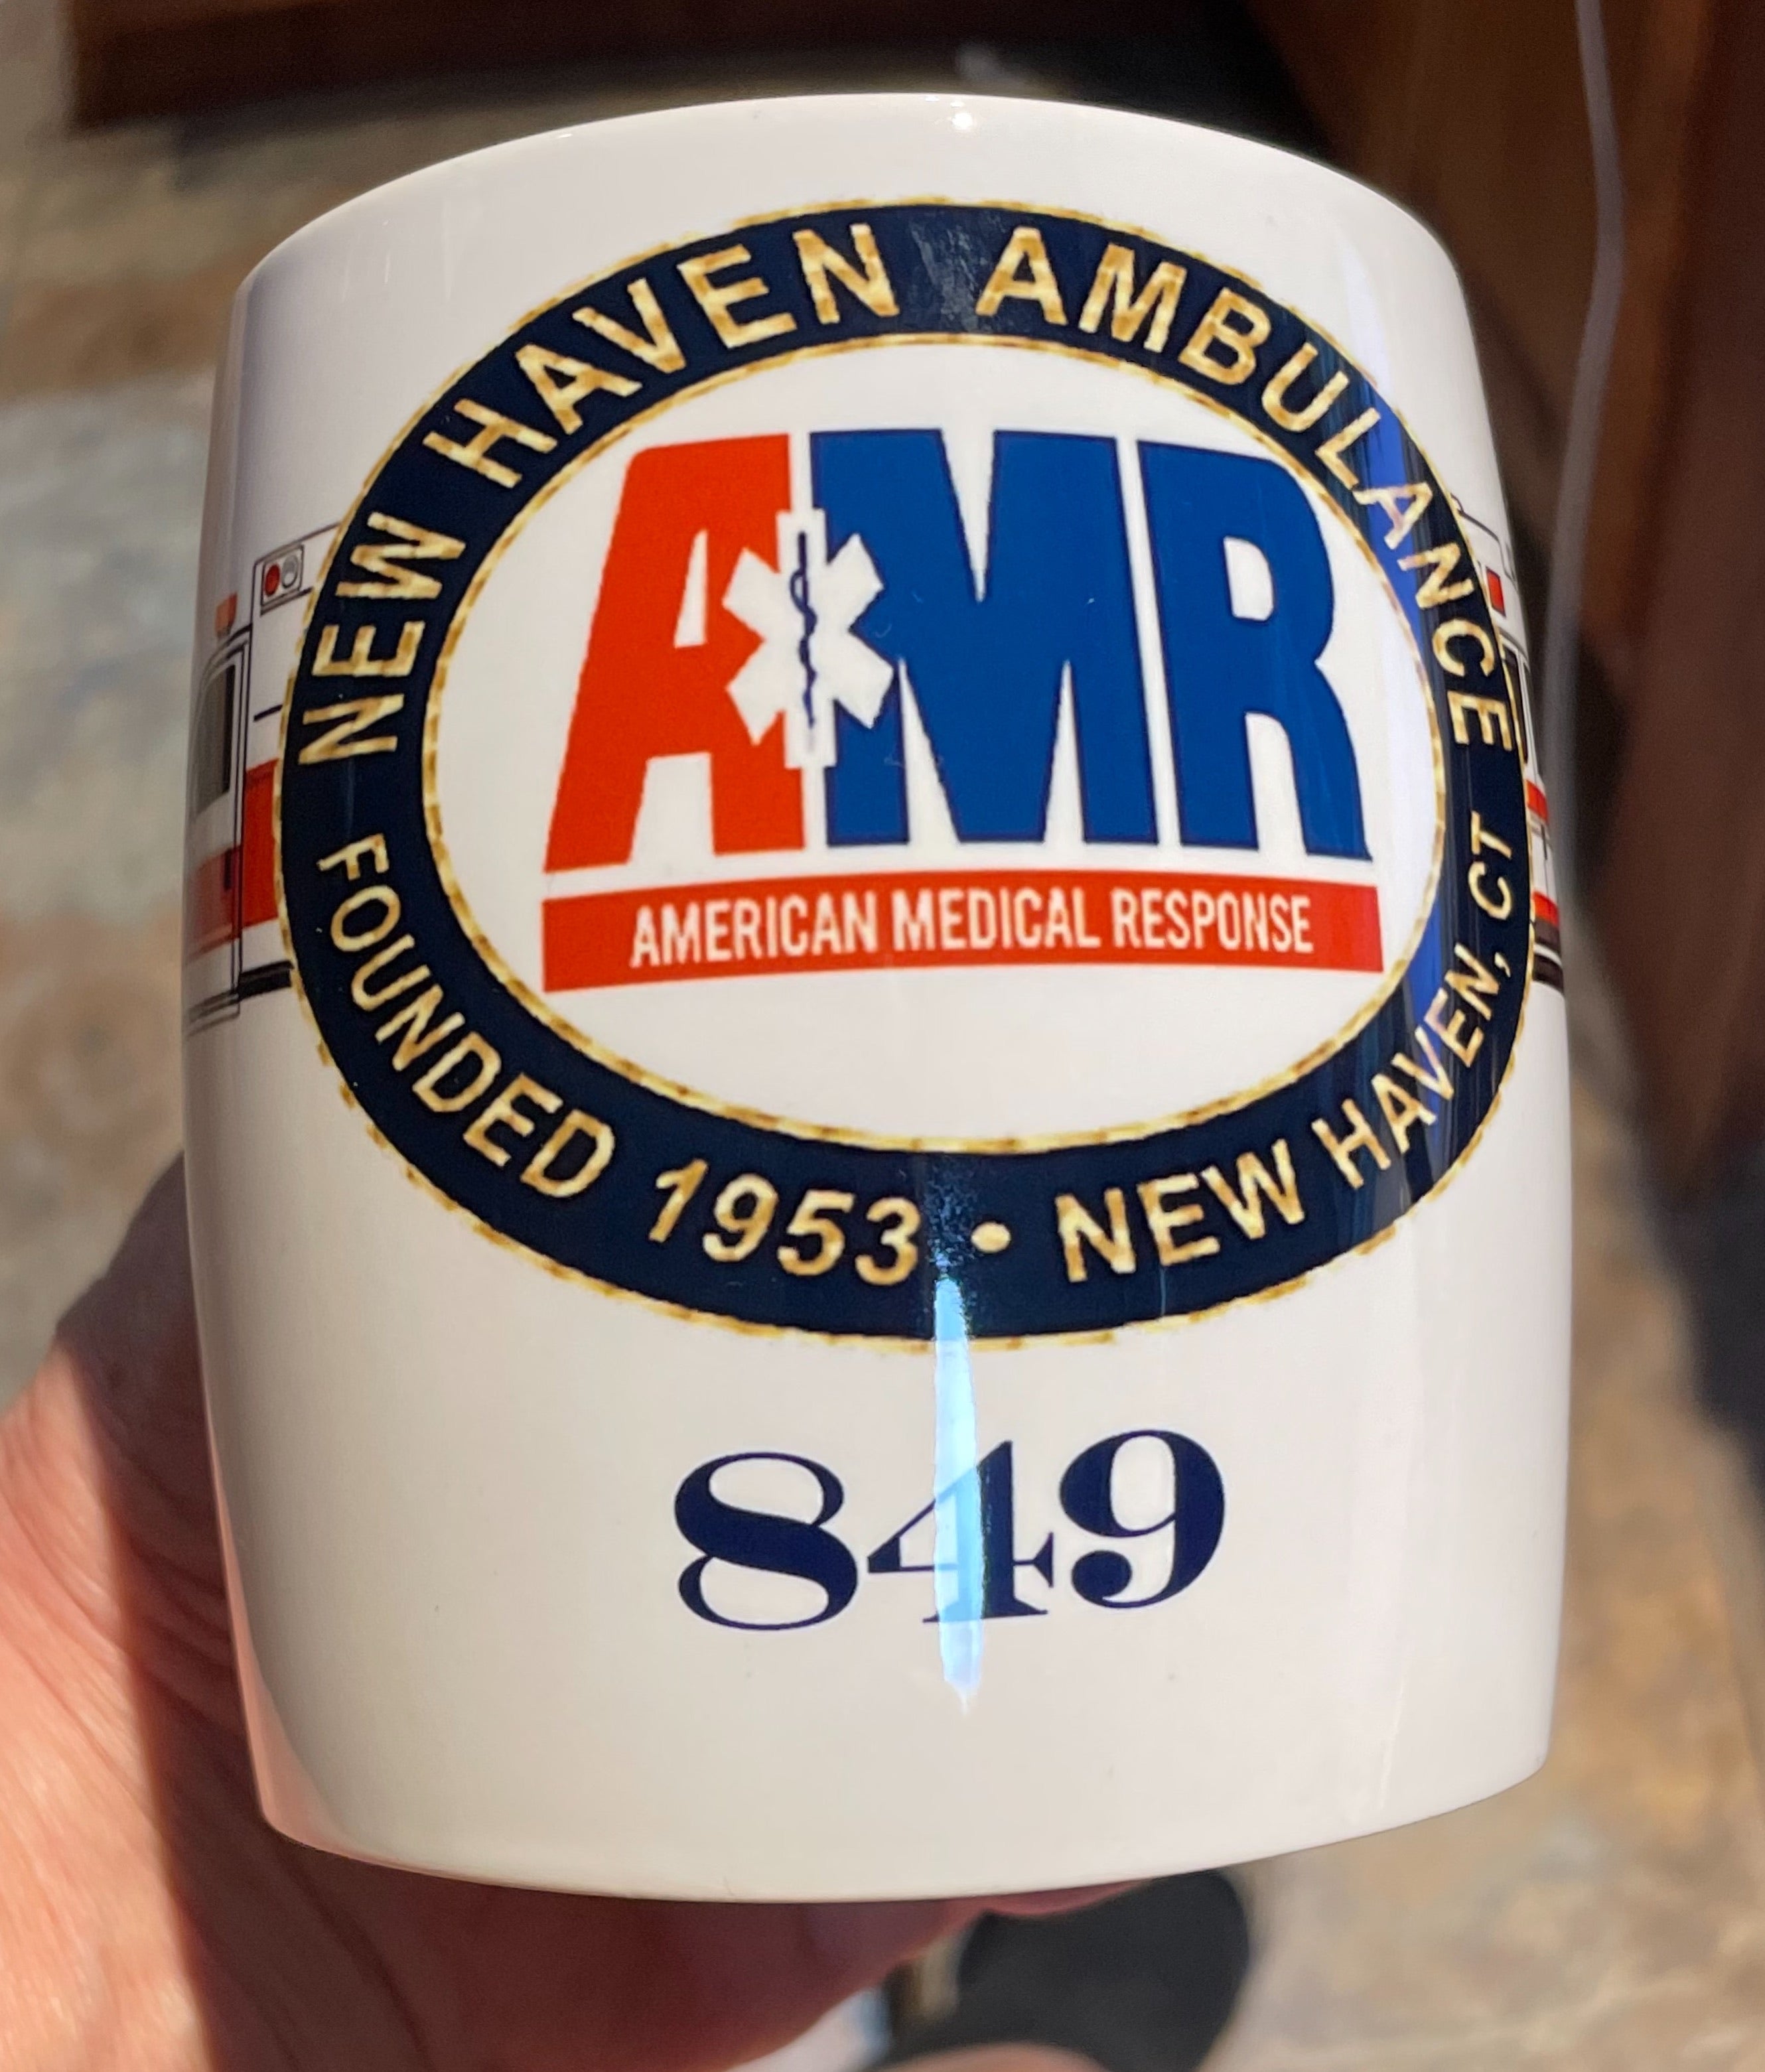 NEW HAVEN AMBULANCE
AMR
AMERICAN MEDICAL RESPONSE
FOUNDED 1953 • NEW HAVEN, CT
849